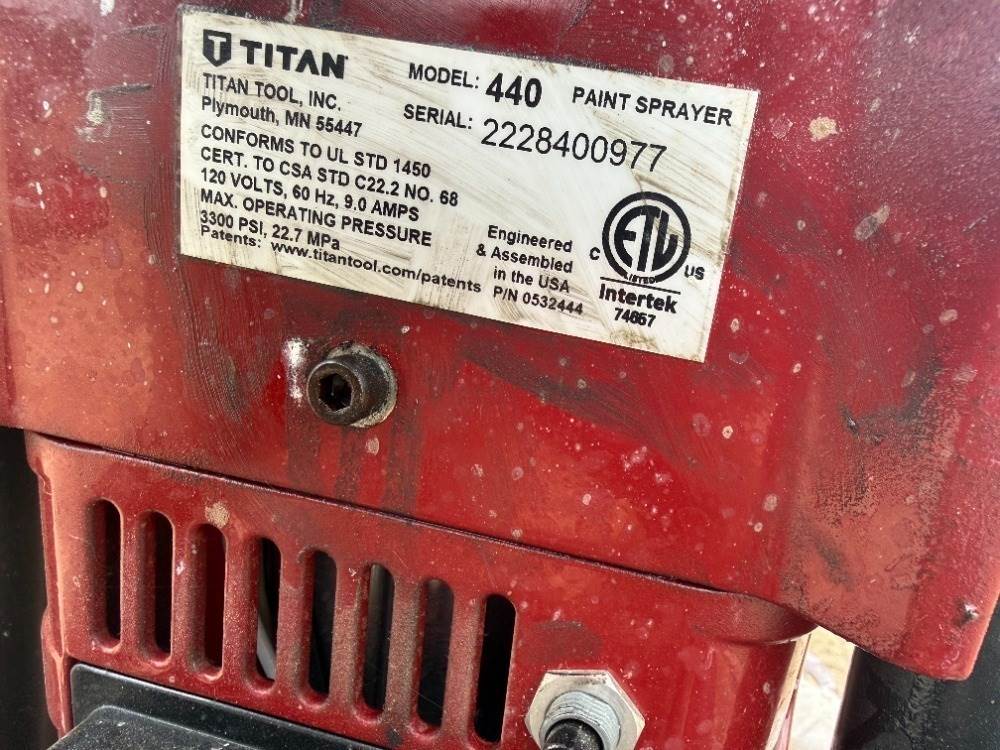 TITAN
MODEL: 440 PAINT SPRAYER
TITAN TOOL, INC.
Plymouth, MN 55447
SERIAL: 2228400977
CONFORMS TO UL STD 1450
CERT. TO CSA STD C22.2 NO. 68
120 VOLTS, 60 Hz, 9.0 AMPS
MAX. OPERATING PRESSURE
3300 PSI, 22.7 MPa
Patents: www.titantool.com/patents
Engineered
& Assembled
in the USA
P/N 0532444
C ETL US
LISTED
Intertek
74667